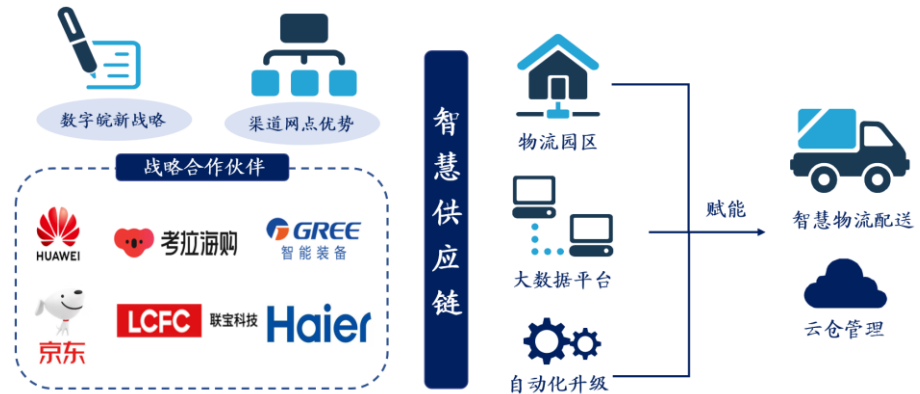 数字皖新战略
渠道网点优势
战略合作伙伴
HUAWEI
考拉海购
GREE
智能装备
京东
LCFC 联宝科技
Haier
智慧供应链
物流园区
大数据平台
自动化升级
赋能
智慧物流配送
云仓管理